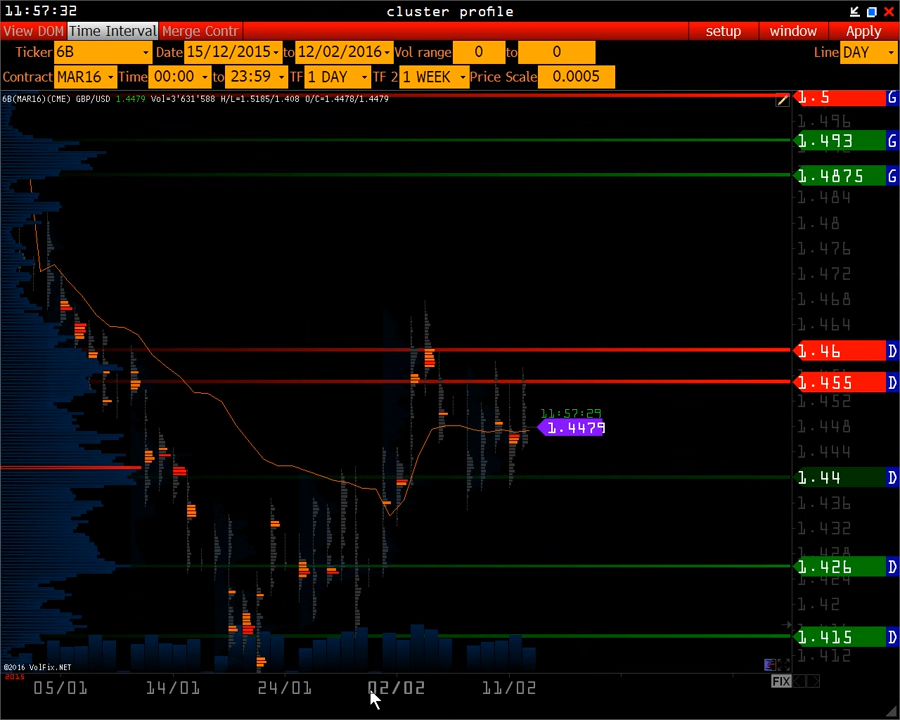 11:57:32 cluster profile
View DOM Time Interval Merge Contr setup window Apply
Ticker 6B Date 15/12/2015 to 12/02/2016 Vol range 0 to 0 Line DAY
Contract MAR16 Time 00:00 to 23:59 TF 1 DAY TF 2 1 WEEK Price Scale 0.0005
6B(MAR16)(CME) GBP/USD 1.4479 Vol=3'631'588 H/L=1.5185/1.408 O/C=1.4478/1.4479
1.5 G
1.496
1.493 G
1.4875 G
1.484
1.48
1.476
1.472
1.468
1.464
1.46 D
1.455 D
1.452
11:57:29
1.4479
1.448
1.444
1.44 D
1.436
1.432
1.428
1.426 D
1.424
1.42
1.415 D
1.412
©2016 VolFix.NET
2015
FIX
05/01 14/01 24/01 02/02 11/02